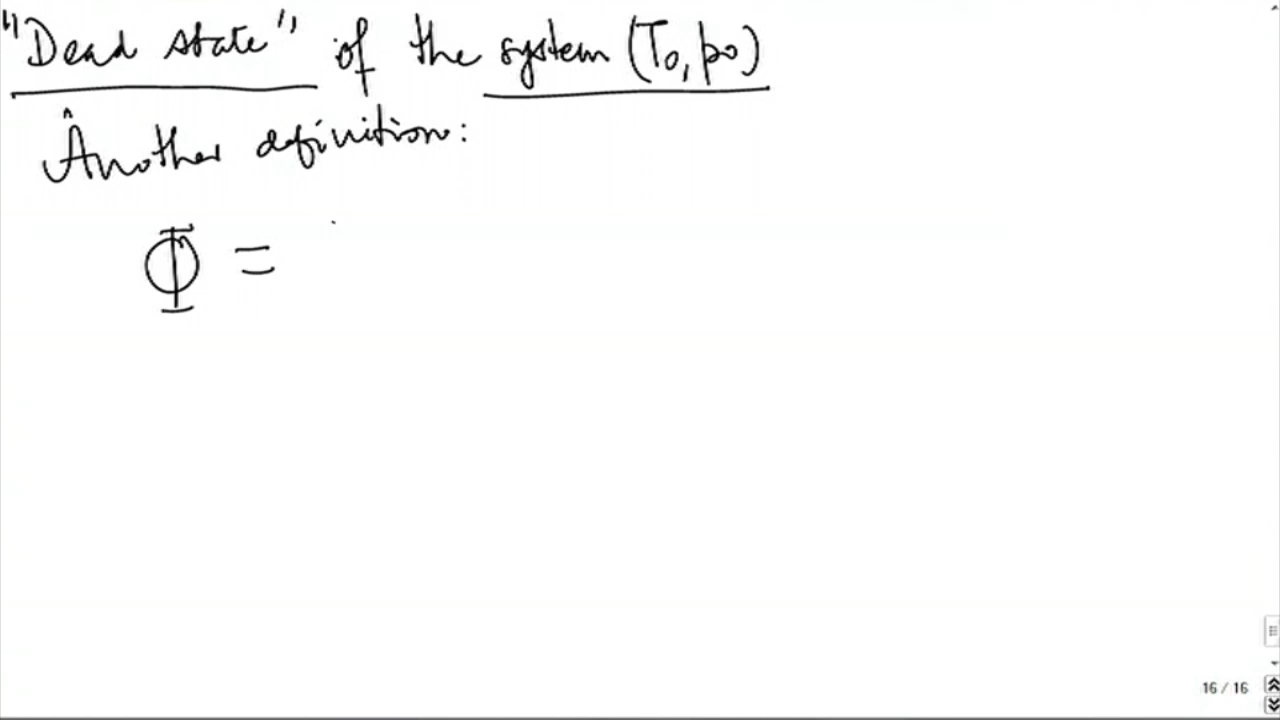 "Dead state" of the system (T₀, p₀)
Another definition:
Φ =
16 / 16